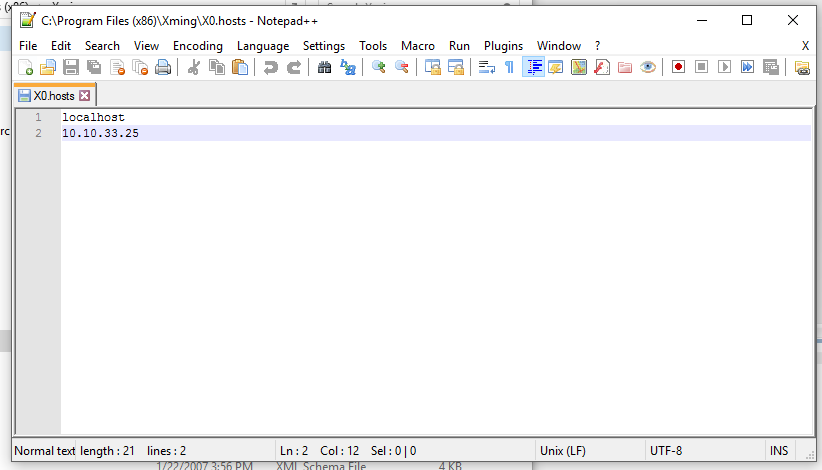 C:\Program Files (x86)\Xming\X0.hosts - Notepad++
File Edit Search View Encoding Language Settings Tools Macro Run Plugins Window ? X
X0.hosts
1 localhost
2 10.10.33.25
Normal text length : 21 lines : 2 Ln : 2 Col : 12 Sel : 0 | 0 Unix (LF) UTF-8 INS
1/22/2007 3:56 PM XML Schema File 4 KB